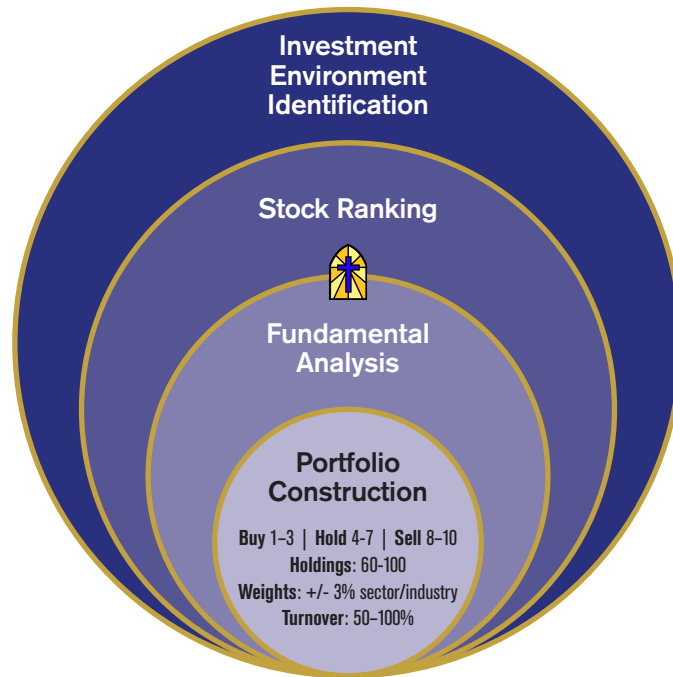 Investment
Environment
Identification
Stock Ranking
Fundamental
Analysis
Portfolio
Construction
Buy 1–3 | Hold 4-7 | Sell 8–10
Holdings: 60-100
Weights: +/- 3% sector/industry
Turnover: 50–100%